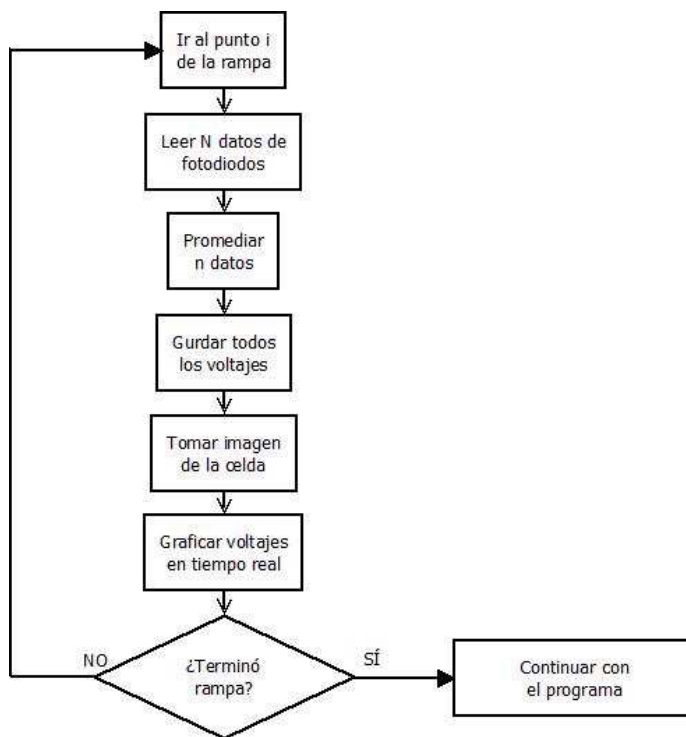 Ir al punto i
de la rampa
Leer N datos de
fotodiodos
Promediar
n datos
Gurdar todos
los voltajes
Tomar imagen
de la celda
Graficar voltajes
en tiempo real
¿Terminó
rampa?
NO
SÍ
Continuar con
el programa